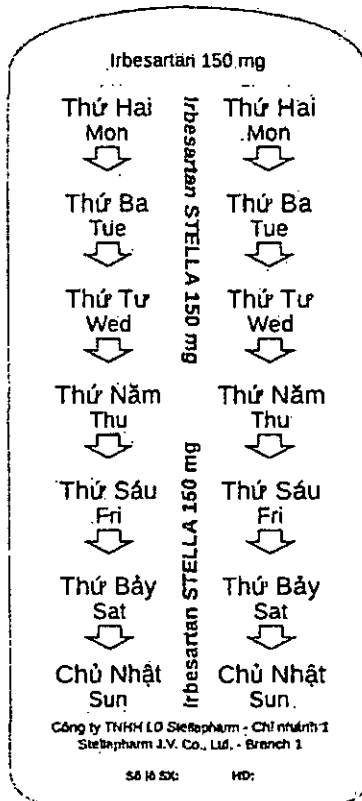 Irbesartan 150 mg
Thứ Hai
Mon
Thứ Ba
Tue
Thứ Tư
Wed
Thứ Năm
Thu
Thứ Sáu
Fri
Thứ Bảy
Sat
Chủ Nhật
Sun
Irbesartan STELLA 150 mg
Irbesartan STELLA 150 mg
Thứ Hai
Mon
Thứ Ba
Tue
Thứ Tư
Wed
Thứ Năm
Thu
Thứ Sáu
Fri
Thứ Bảy
Sat
Chủ Nhật
Sun
Công ty TNHH LD Stellapharm - Chi nhánh 1
Stellapharm J.V. Co., Ltd. - Branch 1
Số lô SX: HD: